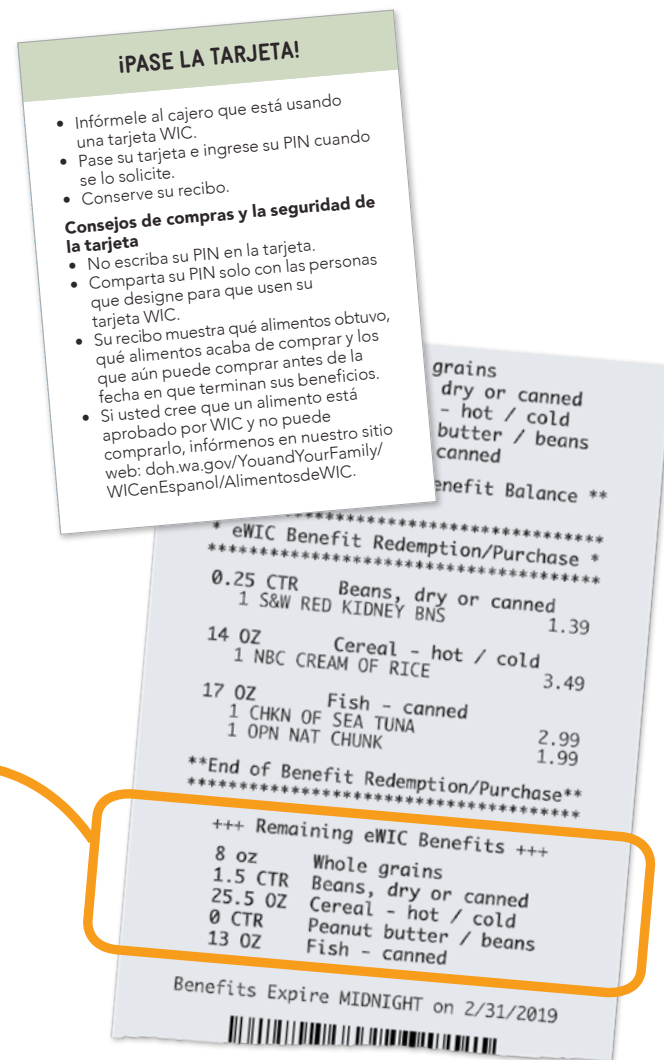 ¡PASE LA TARJETA!
• Infórmele al cajero que está usando
una tarjeta WIC.
• Pase su tarjeta e ingrese su PIN cuando
se lo solicite.
• Conserve su recibo.
Consejos de compras y la seguridad de
la tarjeta
• No escriba su PIN en la tarjeta.
• Comparta su PIN solo con las personas
que designe para que usen su
tarjeta WIC.
• Su recibo muestra qué alimentos obtuvo,
qué alimentos acaba de comprar y los
que aún puede comprar antes de la
fecha en que terminan sus beneficios.
• Si usted cree que un alimento está
aprobado por WIC y no puede
comprarlo, infórmenos en nuestro sitio
web: doh.wa.gov/YouandYourFamily/
WICenEspanol/AlimentosdeWIC.
grains
dry or canned
- hot / cold
butter / beans
canned
enefit Balance **
********************************
* eWIC Benefit Redemption/Purchase *
************************************
0.25 CTR Beans, dry or canned
1 S&W RED KIDNEY BNS 1.39
14 OZ Cereal - hot / cold
1 NBC CREAM OF RICE 3.49
17 OZ Fish - canned
1 CHKN OF SEA TUNA 2.99
1 OPN NAT CHUNK 1.99
**End of Benefit Redemption/Purchase**
************************************
+++ Remaining eWIC Benefits +++
8 oz Whole grains
1.5 CTR Beans, dry or canned
25.5 OZ Cereal - hot / cold
0 CTR Peanut butter / beans
13 OZ Fish - canned
Benefits Expire MIDNIGHT on 2/31/2019